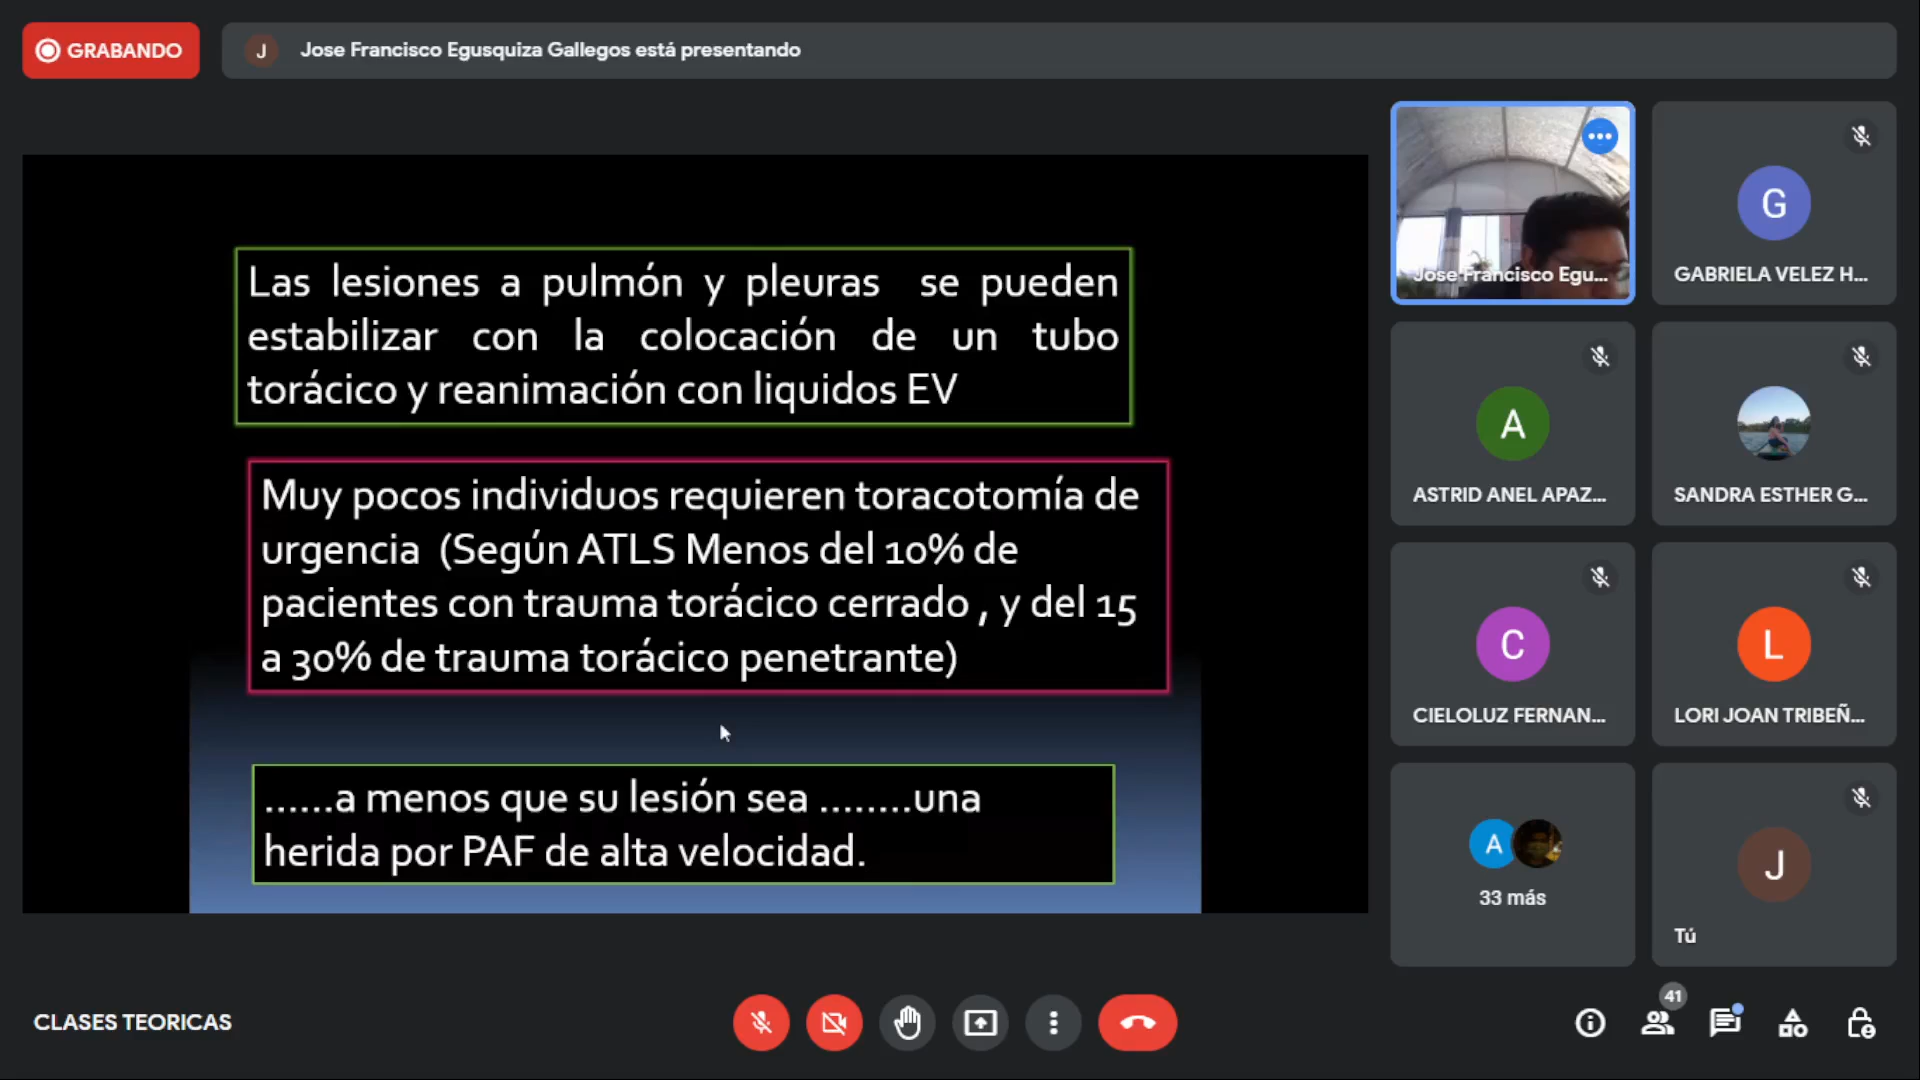 GRABANDO
J
Jose Francisco Egusquiza Gallegos está presentando
Las lesiones a pulmón y pleuras se pueden
estabilizar con la colocación de un tubo
torácico y reanimación con liquidos EV
Muy pocos individuos requieren toracotomía de
urgencia (Según ATLS Menos del 10% de
pacientes con trauma torácico cerrado , y del 15
a 30% de trauma torácico penetrante)
......a menos que su lesión sea ........una
herida por PAF de alta velocidad.
Jose Francisco Egu...
G
GABRIELA VELEZ H...
A
ASTRID ANEL APAZ...
SANDRA ESTHER G...
C
CIELOLUZ FERNAN...
L
LORI JOAN TRIBEÑ...
A
33 más
J
Tú
CLASES TEORICAS
41